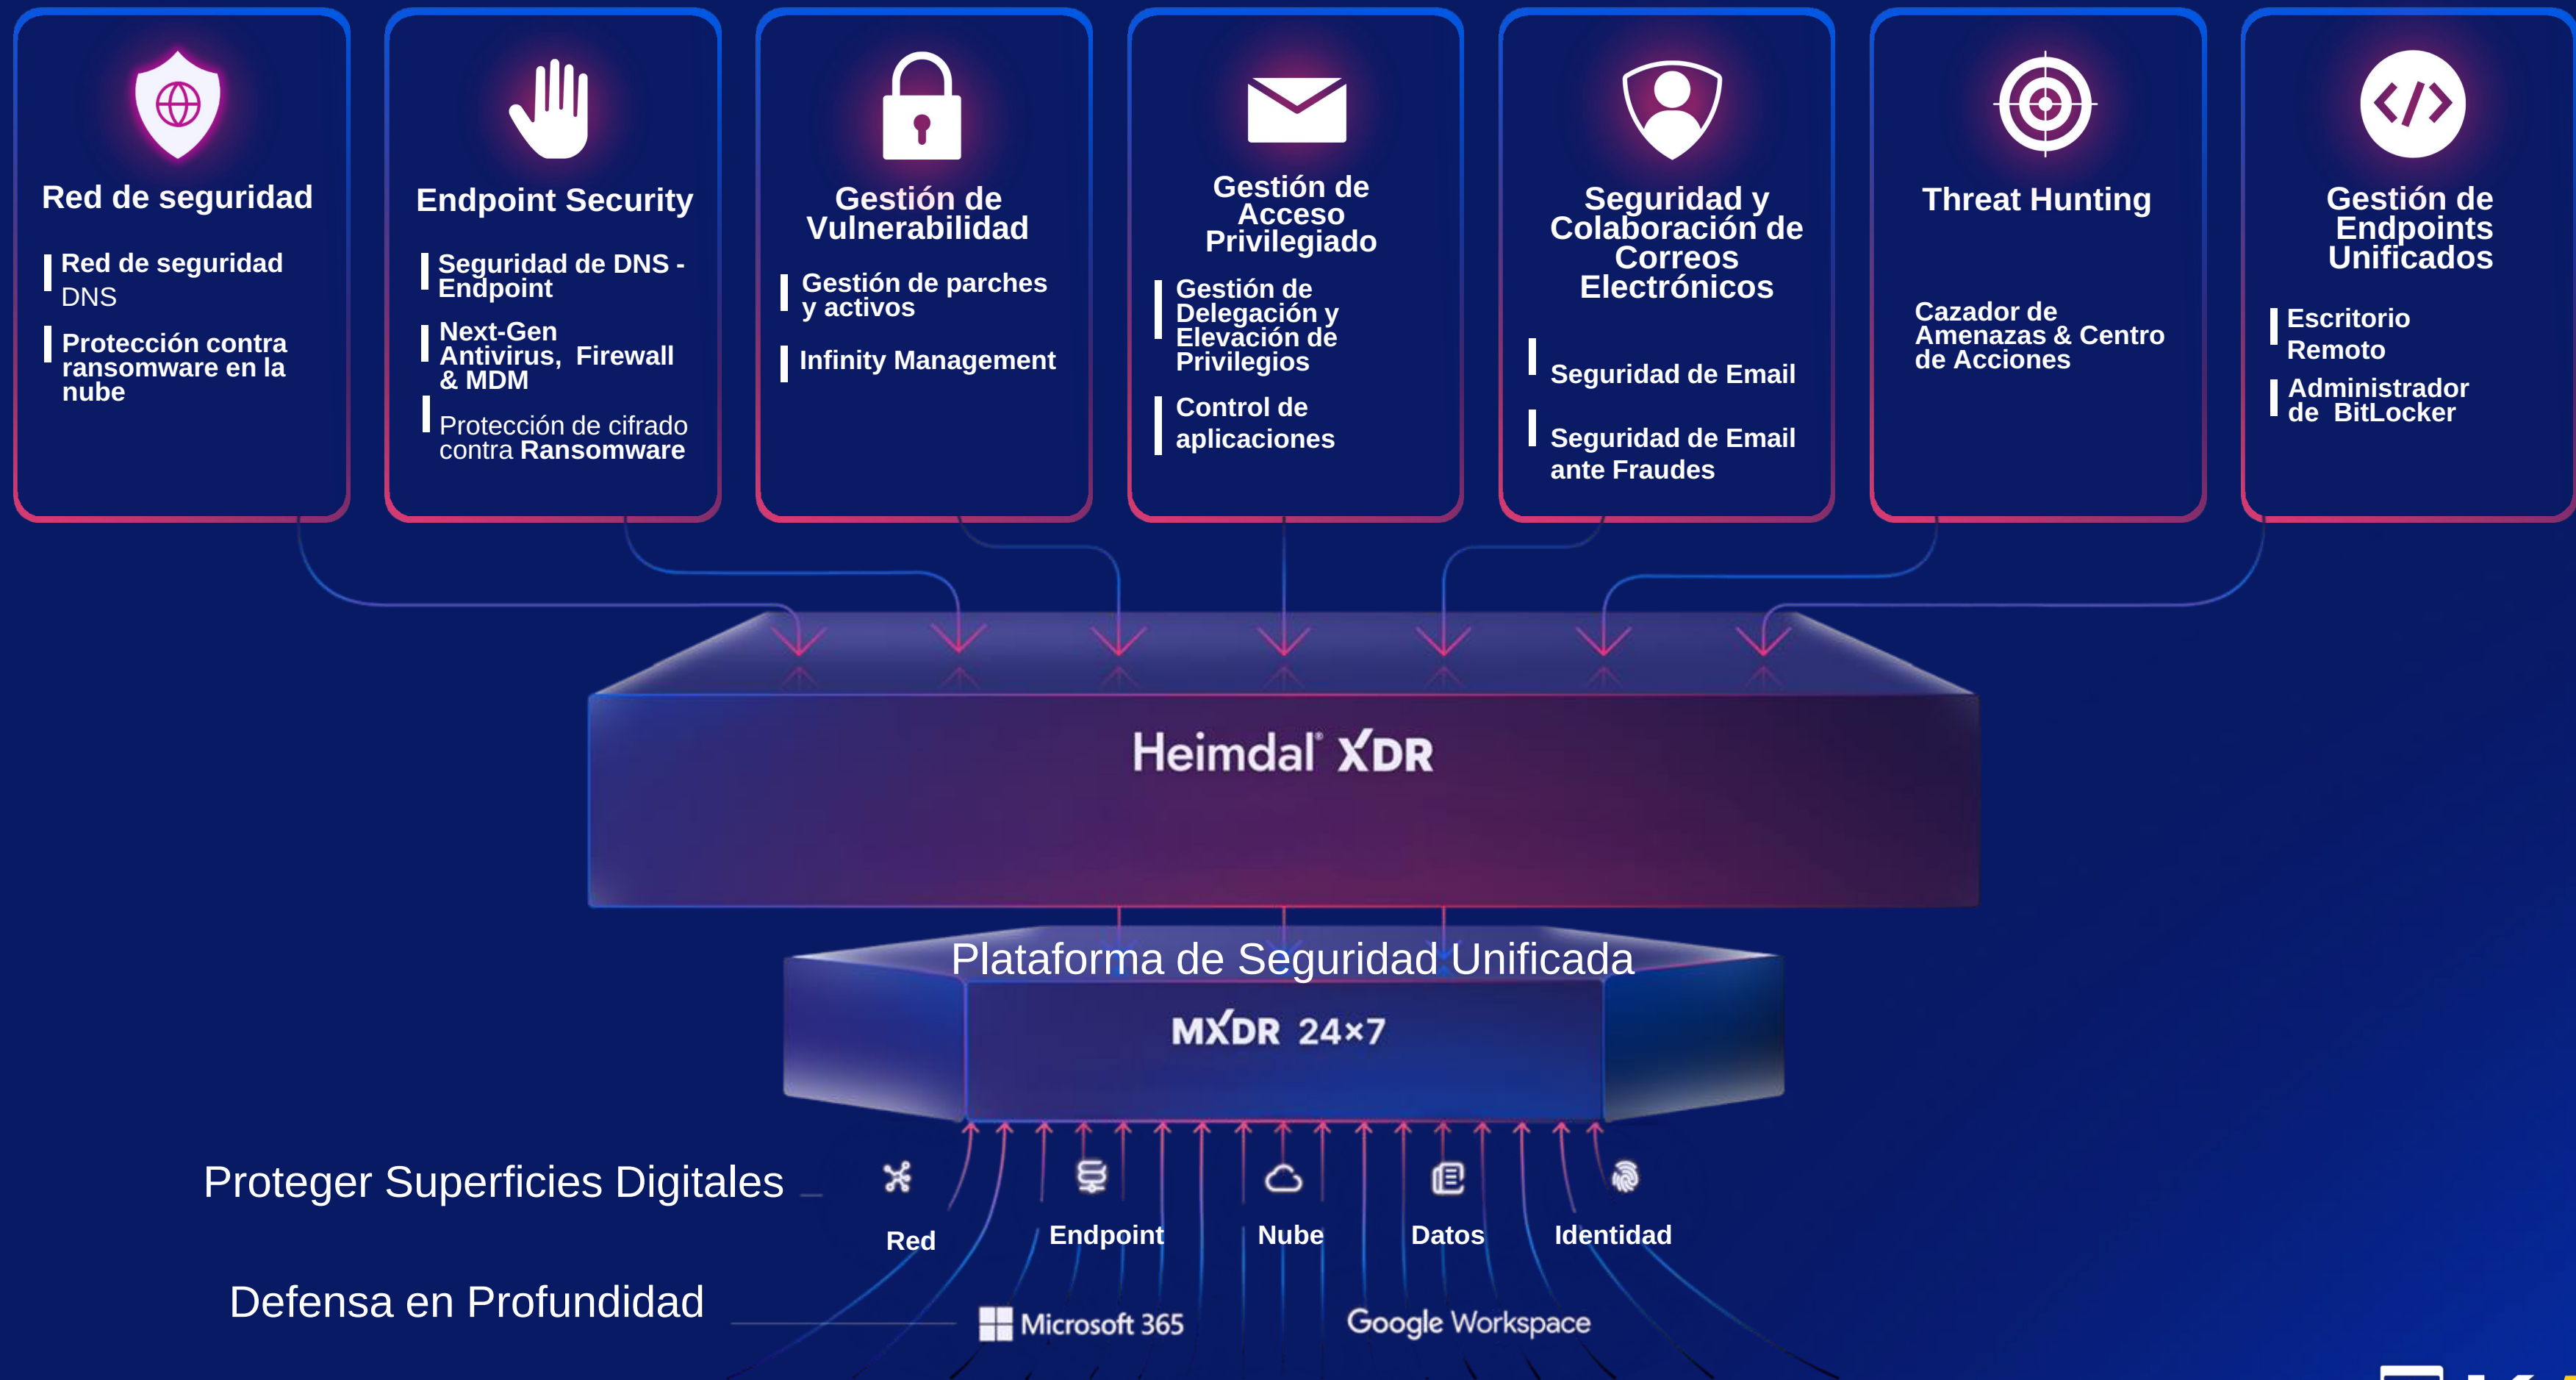 Red de seguridad
Red de seguridad
DNS
Protección contra
ransomware en la
nube
Endpoint Security
Seguridad de DNS -
Endpoint
Next-Gen
Antivirus, Firewall
& MDM
Protección de cifrado
contra Ransomware
Gestión de
Vulnerabilidad
Gestión de parches
y activos
Infinity Management
Gestión de
Acceso
Privilegiado
Gestión de
Delegación y
Elevación de
Privilegios
Control de
aplicaciones
Seguridad y
Colaboración de
Correos
Electrónicos
Seguridad de Email
Seguridad de Email
ante Fraudes
Threat Hunting
Cazador de
Amenazas & Centro
de Acciones
Gestión de
Endpoints
Unificados
Escritorio
Remoto
Administrador
de BitLocker
Heimdal® XDR
Plataforma de Seguridad Unificada
MXDR 24×7
Proteger Superficies Digitales
Red
Endpoint
Nube
Datos
Identidad
Defensa en Profundidad
Microsoft 365
Google Workspace